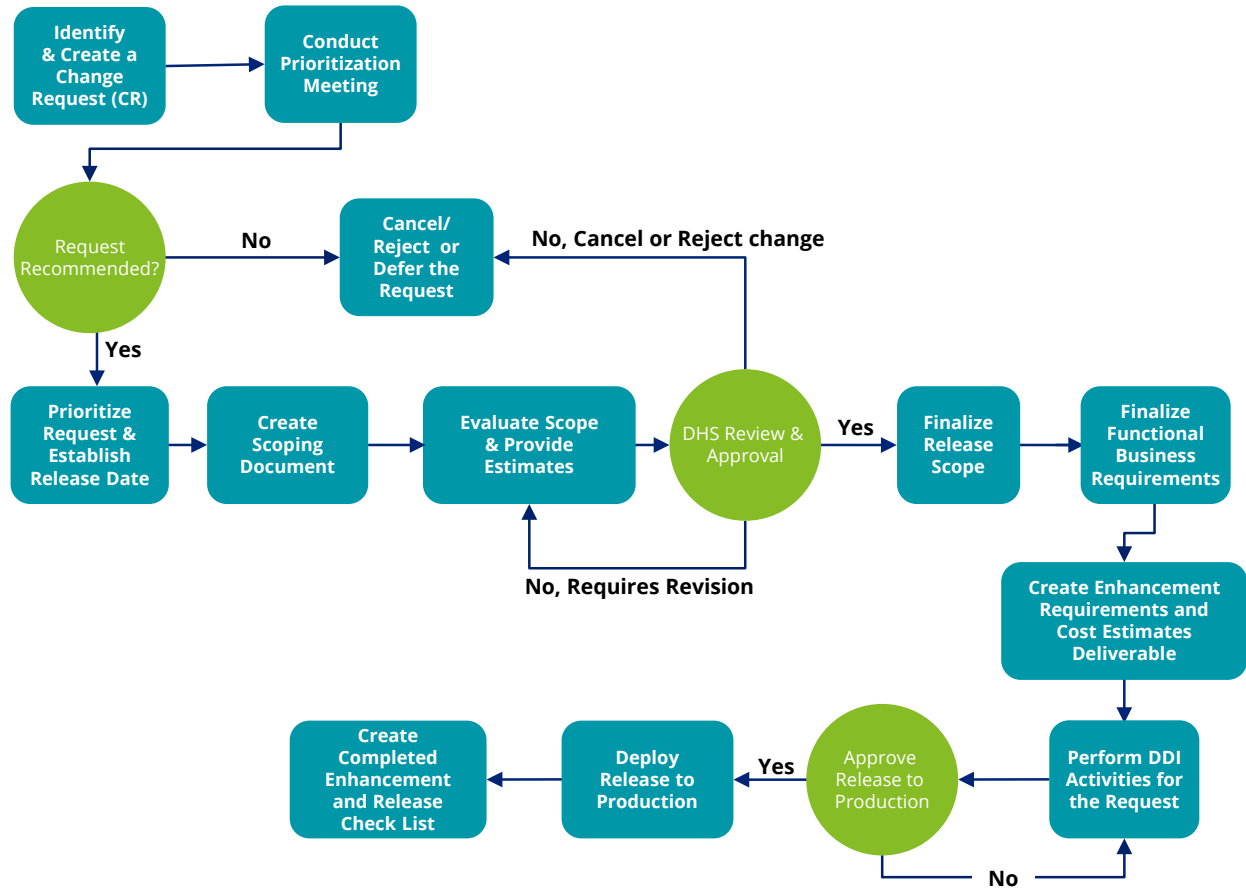 Identify
& Create a
Change
Request (CR)
Conduct
Prioritization
Meeting
Request
Recommended?
No
Cancel/
Reject or
Defer the
Request
No, Cancel or Reject change
Yes
Prioritize
Request &
Establish
Release Date
Create
Scoping
Document
Evaluate Scope
& Provide
Estimates
DHS Review &
Approval
Yes
Finalize
Release
Scope
Finalize
Functional
Business
Requirements
No, Requires Revision
Create Enhancement
Requirements and
Cost Estimates
Deliverable
Perform DDI
Activities for
the Request
Approve
Release to
Production
No
Yes
Deploy
Release to
Production
Create
Completed
Enhancement
and Release
Check List